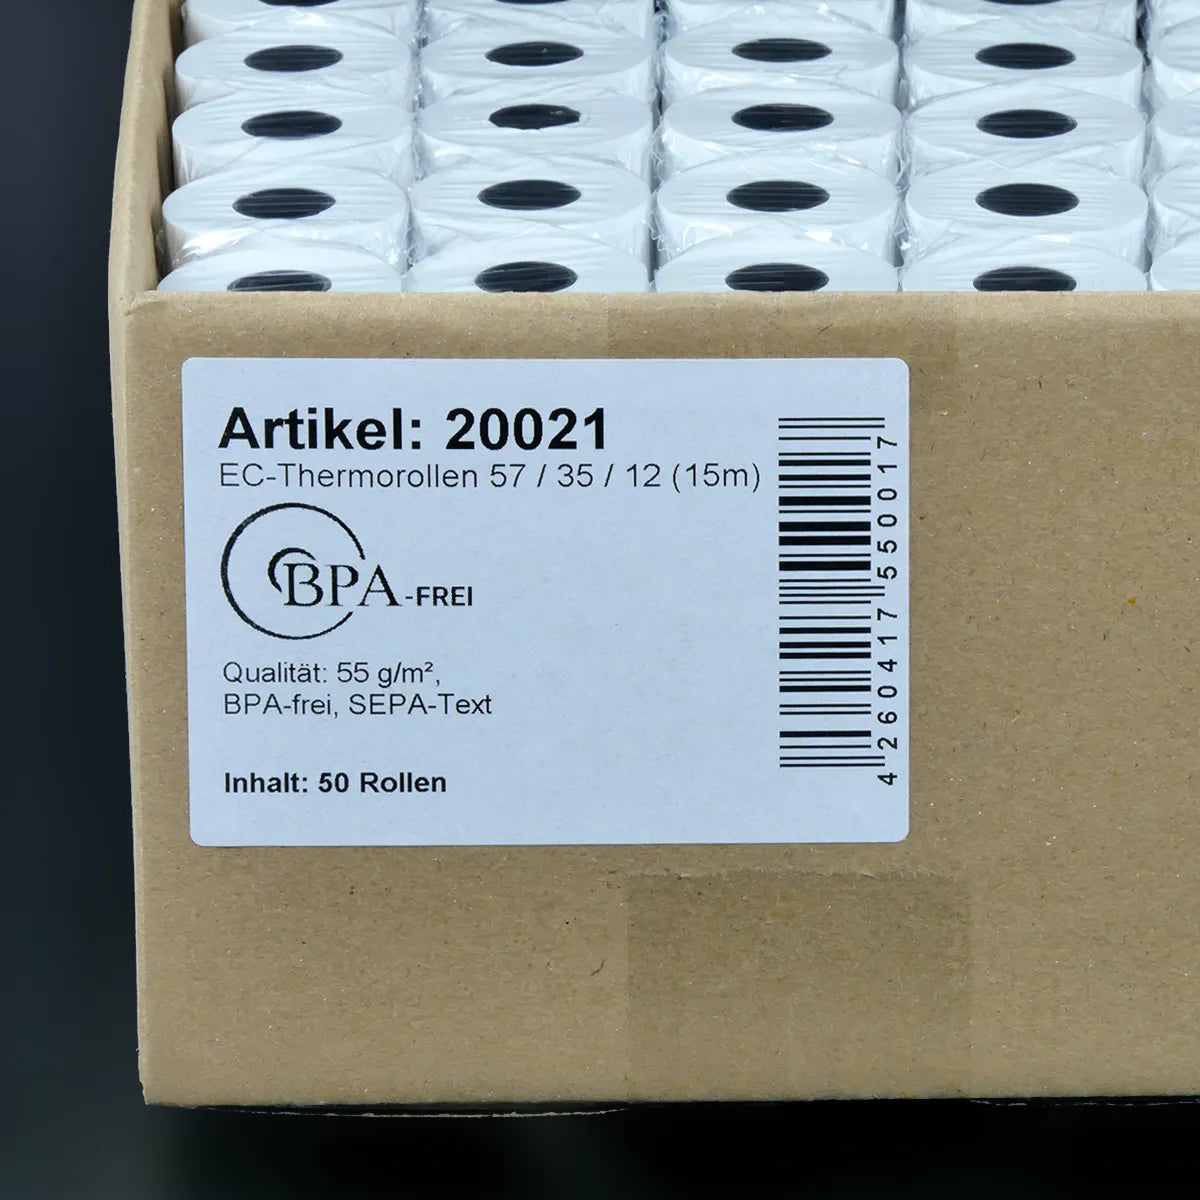 Artikel: 20021
EC-Thermorollen 57 / 35 / 12 (15m)
BPA-FREI
Qualität: 55 g/m²,
BPA-frei, SEPA-Text
Inhalt: 50 Rollen
4 260417 550017